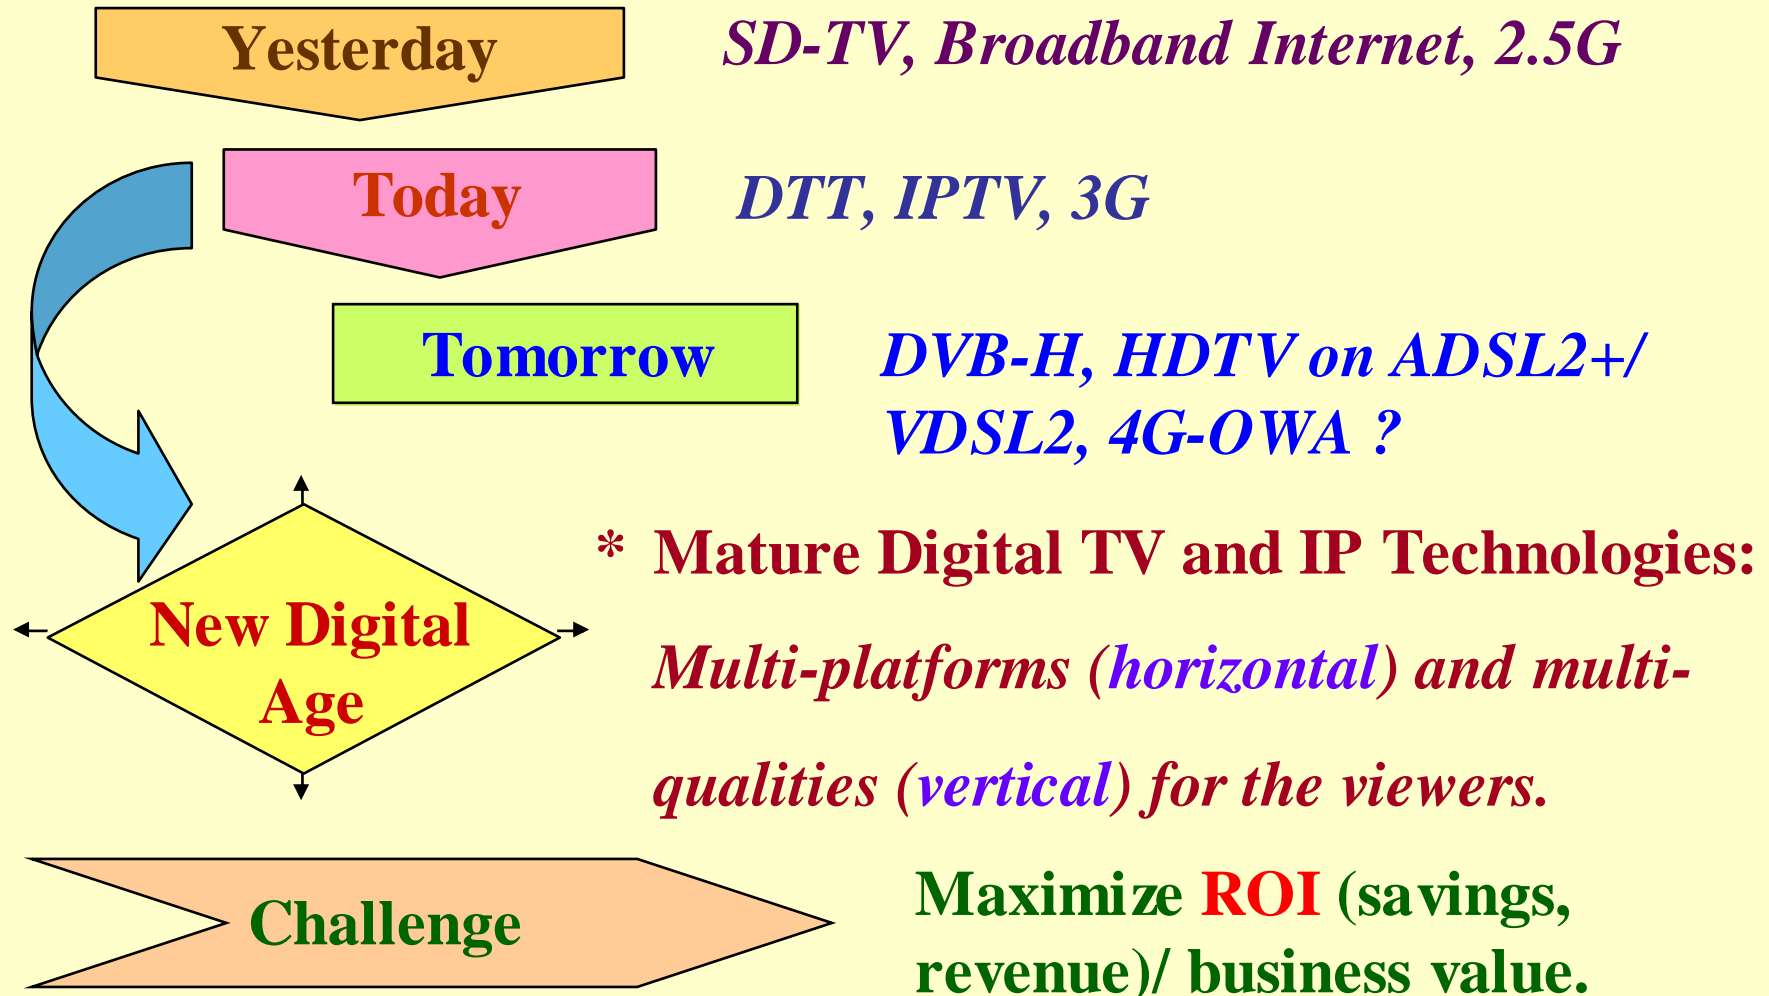 Yesterday
SD-TV, Broadband Internet, 2.5G
Today
DTT, IPTV, 3G
Tomorrow
DVB-H, HDTV on ADSL2+/
VDSL2, 4G-OWA ?
New Digital
Age
* Mature Digital TV and IP Technologies:
Multi-platforms (horizontal) and multi-
qualities (vertical) for the viewers.
Challenge
Maximize ROI (savings,
revenue)/ business value.